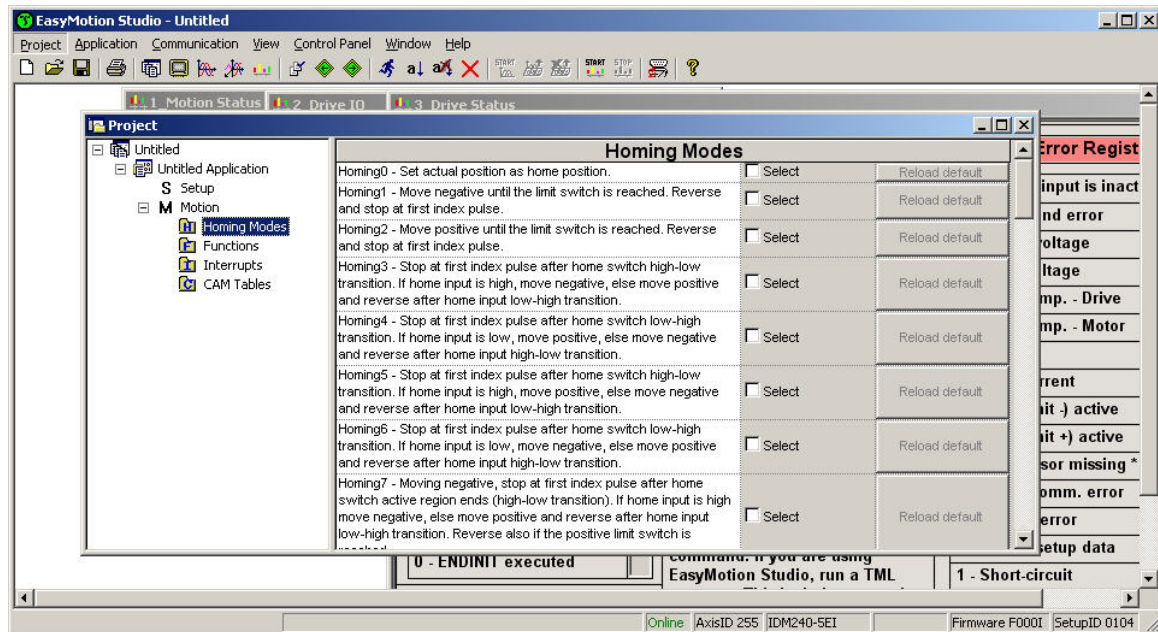 EasyMotion Studio - Untitled
Project Application Communication View Control Panel Window Help
START START STOP
1_Motion Status 2_Drive IO 3_Drive Status
Project
Untitled
Untitled Application
S Setup
M Motion
H Homing Modes
F Functions
I Interrupts
C CAM Tables
Homing Modes
Homing0 - Set actual position as home position.
Select
Reload default
Homing1 - Move negative until the limit switch is reached. Reverse
and stop at first index pulse.
Select
Reload default
Homing2 - Move positive until the limit switch is reached. Reverse
and stop at first index pulse.
Select
Reload default
Homing3 - Stop at first index pulse after home switch high-low
transition. If home input is high, move negative, else move positive
and reverse after home input low-high transition.
Select
Reload default
Homing4 - Stop at first index pulse after home switch low-high
transition. If home input is low, move positive, else move negative
and reverse after home input high-low transition.
Select
Reload default
Homing5 - Stop at first index pulse after home switch high-low
transition. If home input is high, move positive, else move negative
and reverse after home input low-high transition.
Select
Reload default
Homing6 - Stop at first index pulse after home switch low-high
transition. If home input is low, move negative, else move positive
and reverse after home input high-low transition.
Select
Reload default
Homing7 - Moving negative, stop at first index pulse after home
switch active region ends (high-low transition). If home input is high
move negative, else move positive and reverse after home input
low-high transition. Reverse also if the positive limit switch is
Select
Reload default
Error Regist
input is inact
nd error
oltage
ltage
mp. - Drive
mp. - Motor
rrent
it -) active
it +) active
sor missing *
omm. error
error
setup data
1 - Short-circuit
0 - ENDINIT executed
command. If you are using
EasyMotion Studio, run a TML
Online AxisID 255 IDM240-5EI Firmware F000I SetupID 0104